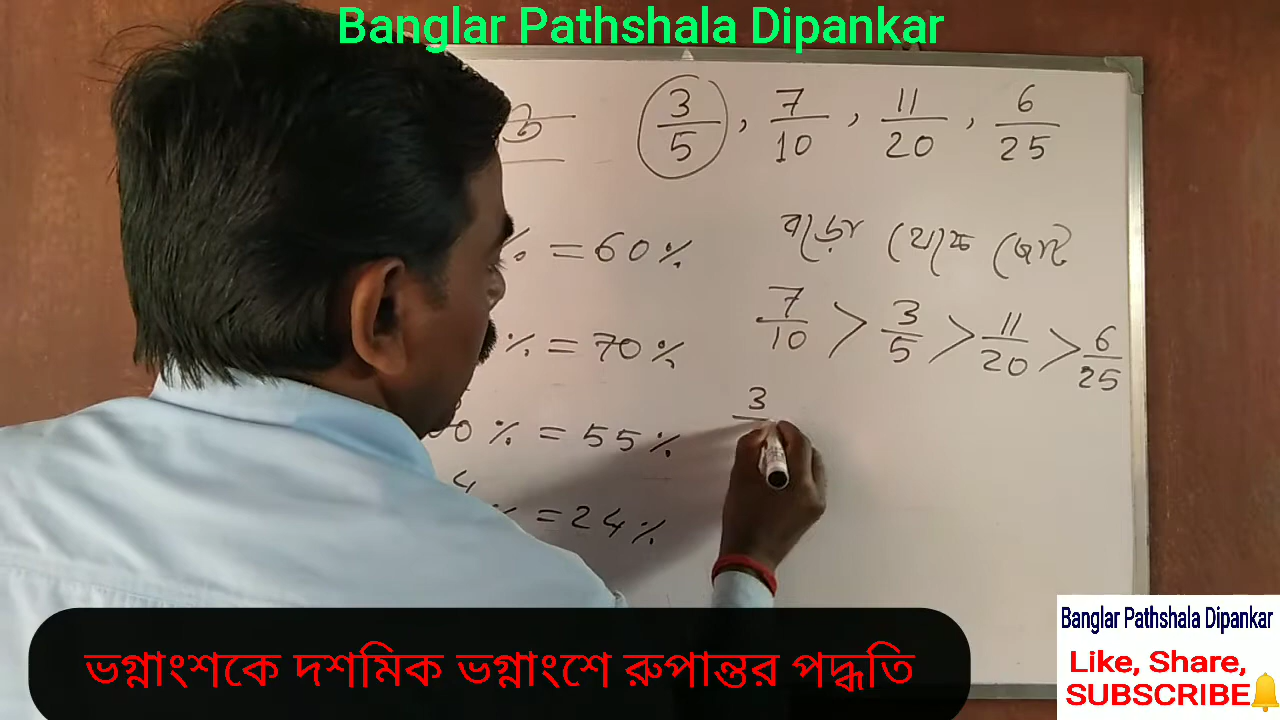 Banglar Pathshala Dipankar
3/5, 7/10, 11/20, 6/25
% = 60%
বড়ো থেকে ছোট
% = 70%
7/10 > 3/5 > 11/20 > 6/25
3
% = 55%
4
% = 24%
ভগ্নাংশকে দশমিক ভগ্নাংশে রুপান্তর পদ্ধতি
Banglar Pathshala Dipankar
Like, Share,
SUBSCRIBE